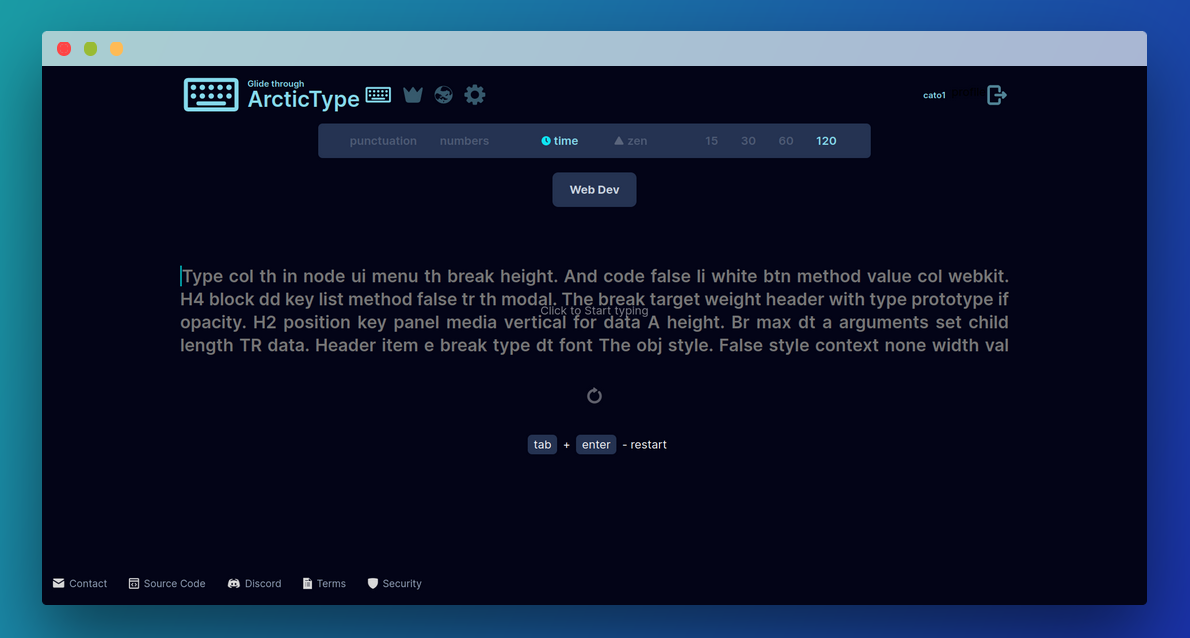 Glide through
ArcticType
cato1
punctuation numbers time zen 15 30 60 120
Web Dev
Type col th in node ui menu th break height. And code false li white btn method value col webkit.
H4 block dd key list method false tr th modal. The break target weight header with type prototype if
Click to Start typing
opacity. H2 position key panel media vertical for data A height. Br max dt a arguments set child
length TR data. Header item e break type dt font The obj style. False style context none width val
tab + enter - restart
Contact Source Code Discord Terms Security